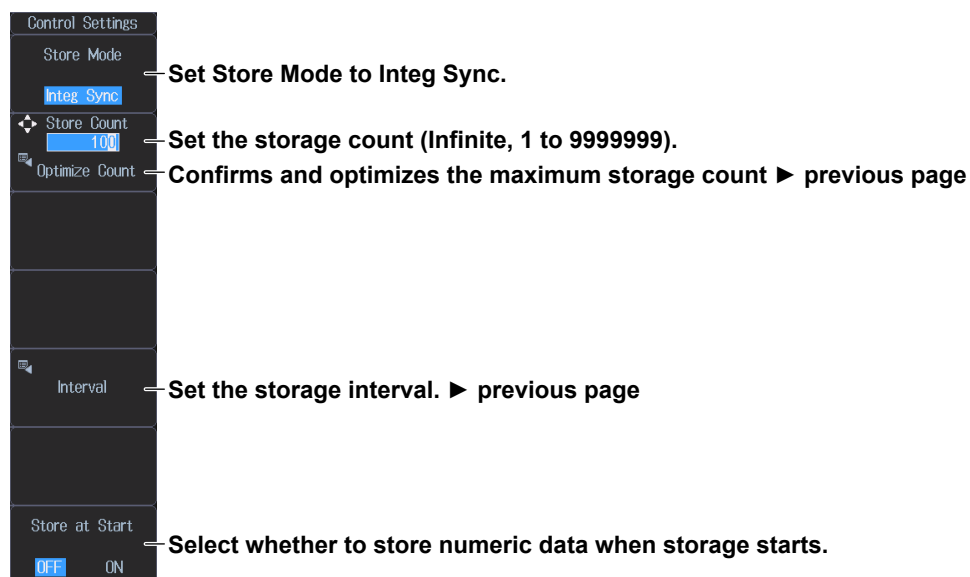 Control Settings
Store Mode
Integ Sync
Set Store Mode to Integ Sync.
Store Count
100
Set the storage count (Infinite, 1 to 9999999).
Optimize Count
Confirms and optimizes the maximum storage count ► previous page
Interval
Set the storage interval. ► previous page
Store at Start
OFF ON
Select whether to store numeric data when storage starts.